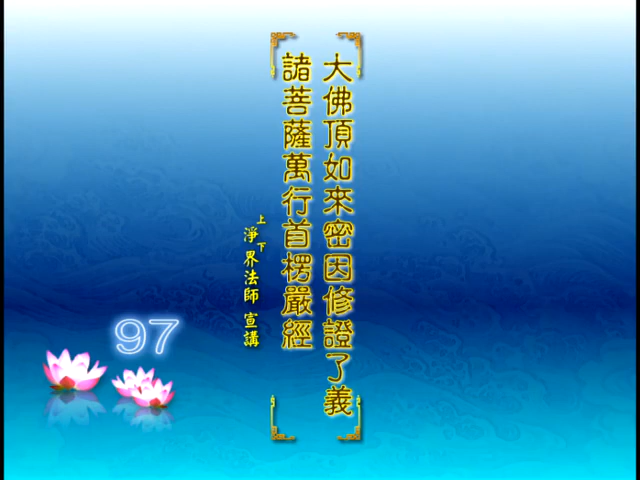 大佛頂如來密因修證了義
諸菩薩萬行首楞嚴經
上淨下界法師 宣講
97